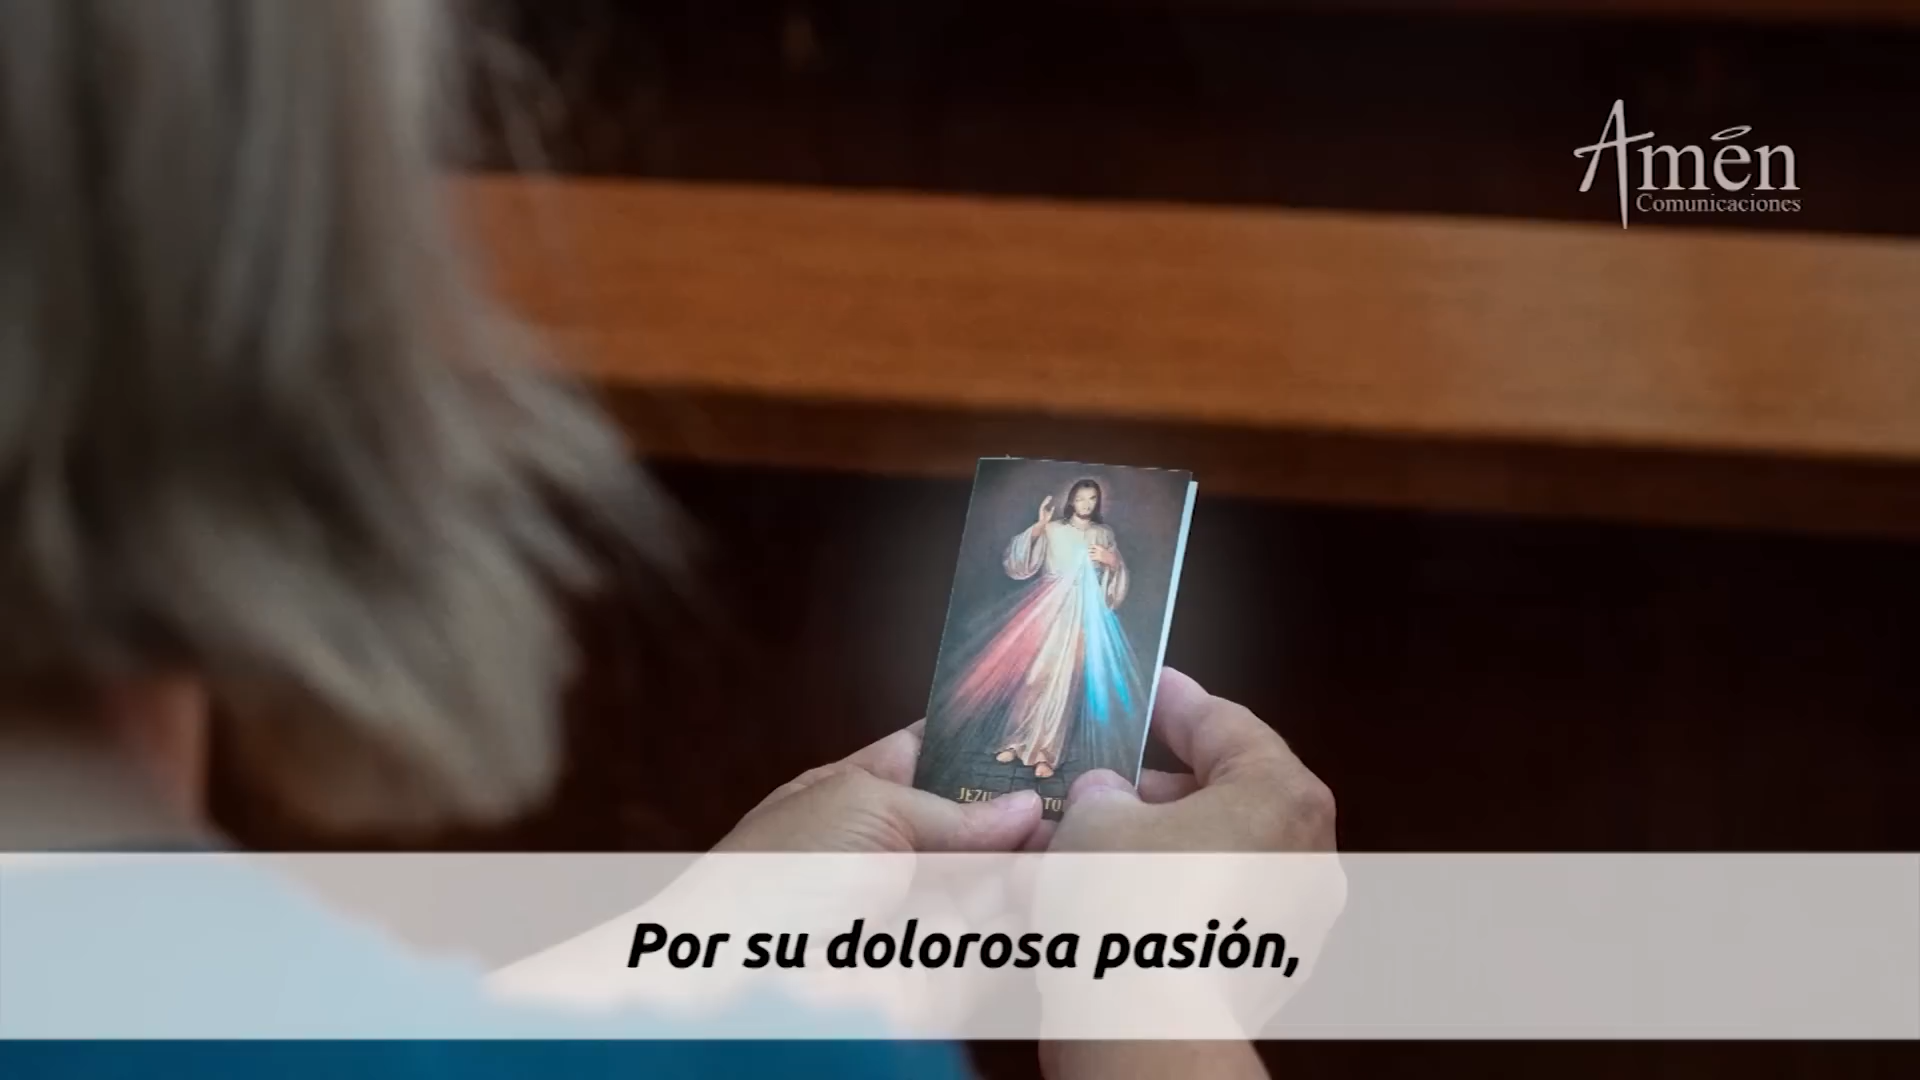 Amén
Comunicaciones
Por su dolorosa pasión,